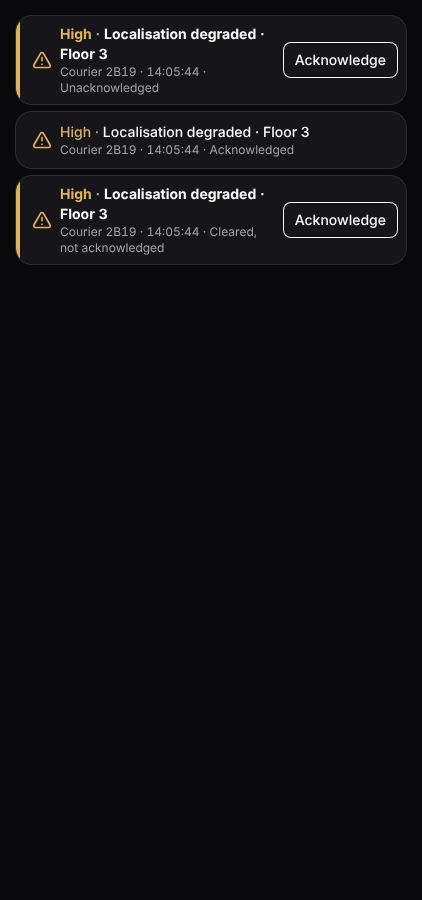 High · Localisation degraded ·
Floor 3
Courier 2B19 · 14:05:44 ·
Unacknowledged
Acknowledge
High · Localisation degraded · Floor 3
Courier 2B19 · 14:05:44 · Acknowledged
High · Localisation degraded ·
Floor 3
Courier 2B19 · 14:05:44 · Cleared,
not acknowledged
Acknowledge